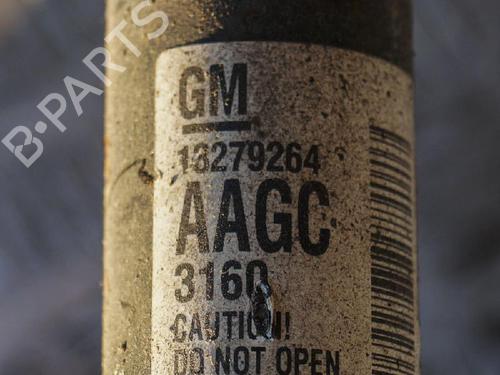 B·PARTS
GM
13279264
AAGC
3160
CAUTION!
DO NOT OPEN